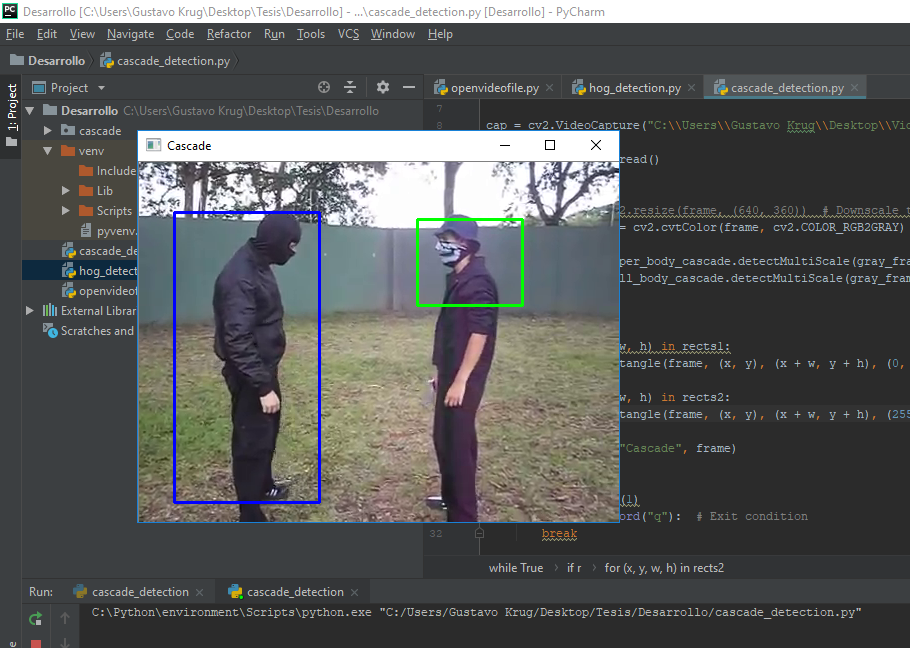 Desarrollo [C:\Users\Gustavo Krug\Desktop\Tesis\Desarrollo] - ...\cascade_detection.py [Desarrollo] - PyCharm
File Edit View Navigate Code Refactor Run Tools VCS Window Help
Desarrollo cascade_detection.py
1: Project
Project
openvideofile.py hog_detection.py cascade_detection.py
Desarrollo C:\Users\Gustavo Krug\Desktop\Tesis\Desarrollo
cascade
venv
Include
Lib
Scripts
pyvenv.
cascade_de
hog_detect
openvideof
External Librar
Scratches and
Cascade
7
8
cap = cv2.VideoCapture("C:\\Users\\Gustavo Krug\\Desktop\\Vid
read()
2.resize(frame, (640, 360)) # Downscale t
= cv2.cvtColor(frame, cv2.COLOR_RGB2GRAY)
per_body_cascade.detectMultiScale(gray_fra
ll_body_cascade.detectMultiScale(gray_fram
w, h) in rects1:
tangle(frame, (x, y), (x + w, y + h), (0,
w, h) in rects2:
tangle(frame, (x, y), (x + w, y + h), (255
"Cascade", frame)
(1)
ord("q"): # Exit condition
32 break
while True if r for (x, y, w, h) in rects2
Run: cascade_detection cascade_detection
C:\Python\environment\Scripts\python.exe "C:/Users/Gustavo Krug/Desktop/Tesis/Desarrollo/cascade_detection.py"